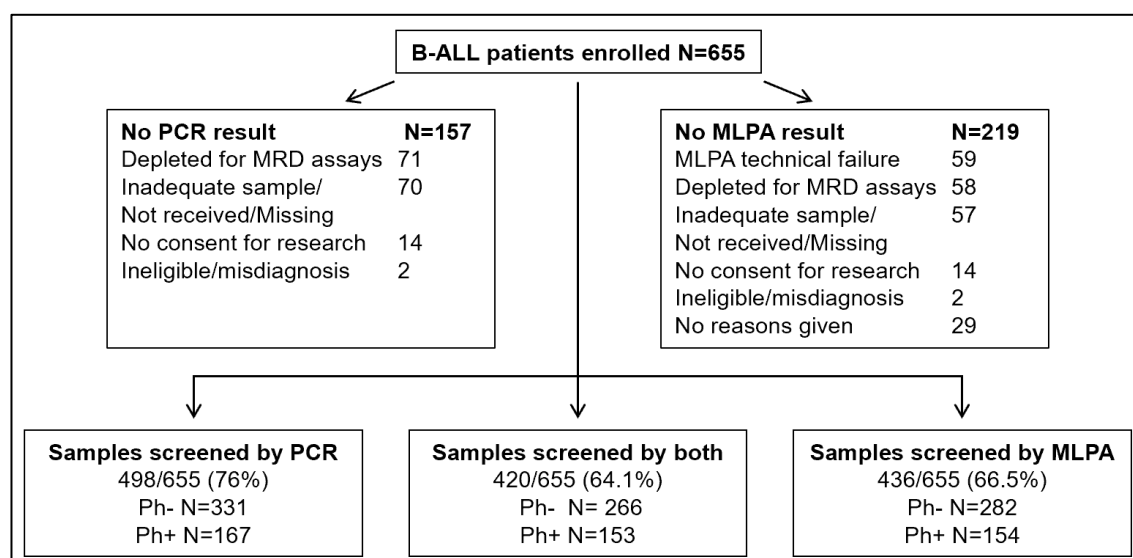 B-ALL patients enrolled N=655
No PCR result N=157
Depleted for MRD assays 71
Inadequate sample/ 70
Not received/Missing
No consent for research 14
Ineligible/misdiagnosis 2
No MLPA result N=219
MLPA technical failure 59
Depleted for MRD assays 58
Inadequate sample/ 57
Not received/Missing
No consent for research 14
Ineligible/misdiagnosis 2
No reasons given 29
Samples screened by PCR
498/655 (76%)
Ph- N=331
Ph+ N=167
Samples screened by both
420/655 (64.1%)
Ph- N= 266
Ph+ N=153
Samples screened by MLPA
436/655 (66.5%)
Ph- N=282
Ph+ N=154